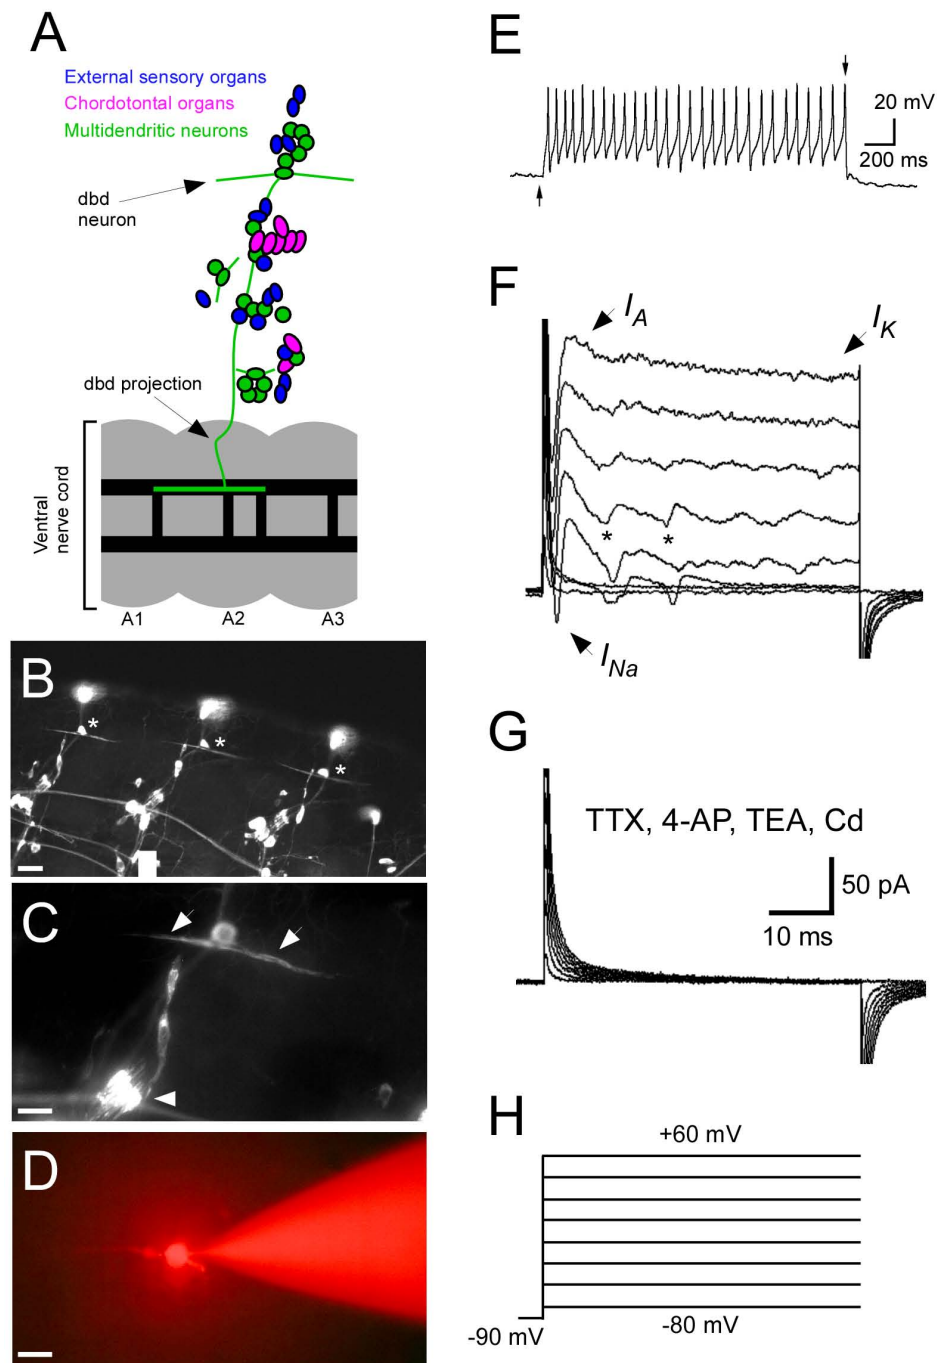 A
External sensory organs
Chordotontal organs
Multidendritic neurons
dbd
neuron
dbd projection
Ventral
nerve cord
A1
A2
A3
B
*
*
*
C
D
E
20 mV
200 ms
F
I_A
I_K
*
*
I_Na
G
TTX, 4-AP, TEA, Cd
50 pA
10 ms
H
+60 mV
-90 mV
-80 mV